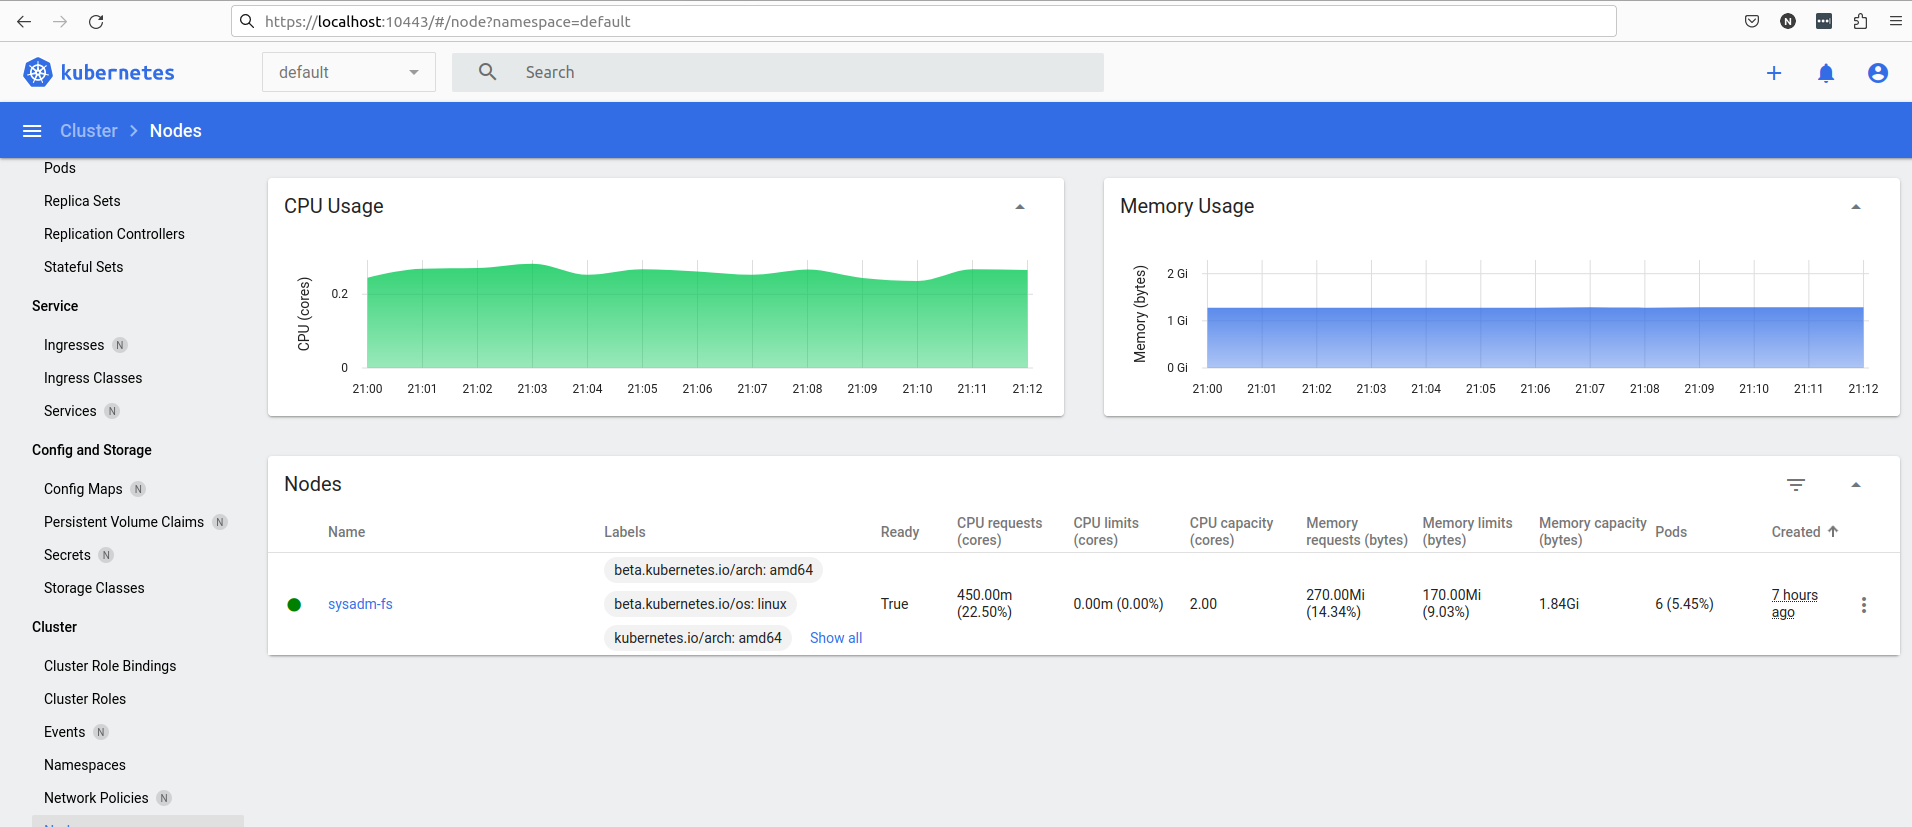 https://localhost:10443/#/node?namespace=default
N
kubernetes
default
Search
Cluster
Nodes
Pods
Replica Sets
Replication Controllers
Stateful Sets
Service
Ingresses N
Ingress Classes
Services N
Config and Storage
Config Maps N
Persistent Volume Claims N
Secrets N
Storage Classes
Cluster
Cluster Role Bindings
Cluster Roles
Events N
Namespaces
Network Policies N
CPU Usage
CPU (cores)
0.2
0
21:00 21:01 21:02 21:03 21:04 21:05 21:06 21:07 21:08 21:09 21:10 21:11 21:12
Memory Usage
Memory (bytes)
2 Gi
1 Gi
0 Gi
21:00 21:01 21:02 21:03 21:04 21:05 21:06 21:07 21:08 21:09 21:10 21:11 21:12
Nodes
Name
Labels
Ready
CPU requests
(cores)
CPU limits
(cores)
CPU capacity
(cores)
Memory
requests (bytes)
Memory limits
(bytes)
Memory capacity
(bytes)
Pods
Created
sysadm-fs
beta.kubernetes.io/arch: amd64
beta.kubernetes.io/os: linux
kubernetes.io/arch: amd64
Show all
True
450.00m
(22.50%)
0.00m (0.00%)
2.00
270.00Mi
(14.34%)
170.00Mi
(9.03%)
1.84Gi
6 (5.45%)
7 hours
ago